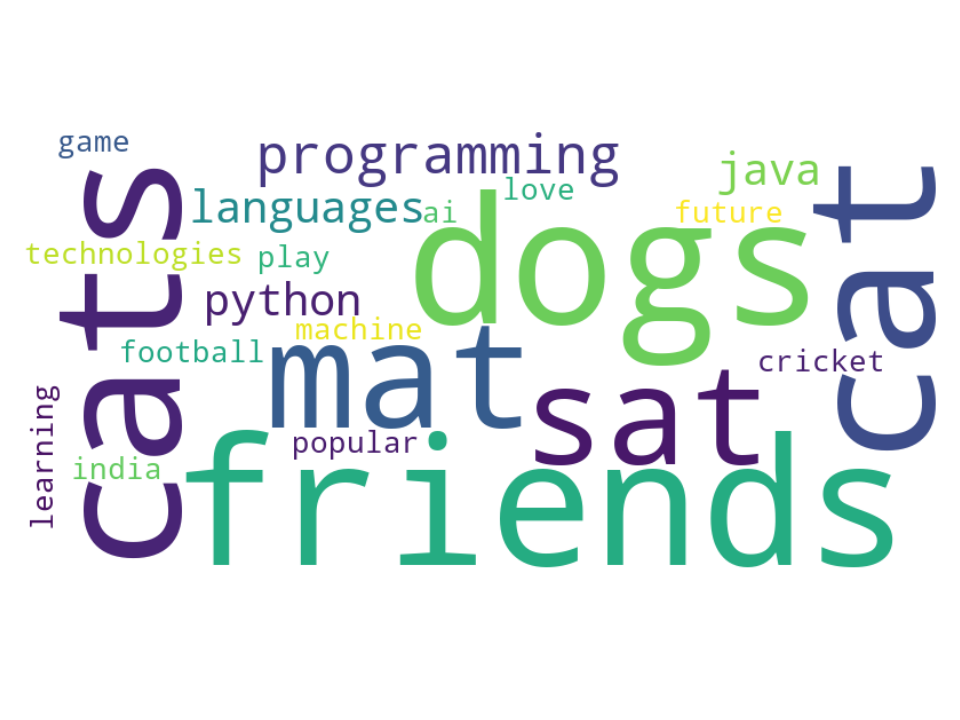 game
programming
java
love
languages
ai
future
cats
dogs
cat
technologies
play
python
machine
football
mat
cricket
sat
learning
popular
india
friends